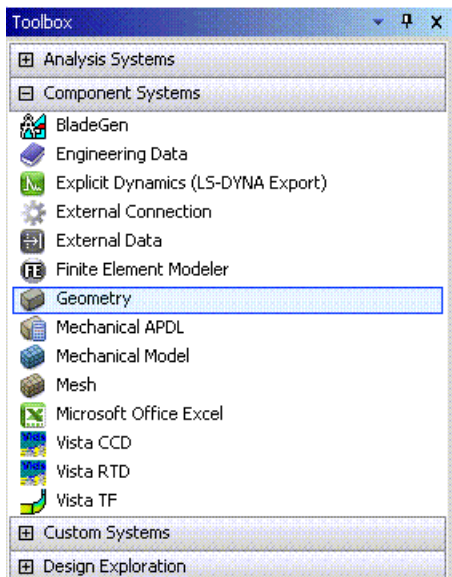 Toolbox
Analysis Systems
Component Systems
BladeGen
Engineering Data
Explicit Dynamics (LS-DYNA Export)
External Connection
External Data
Finite Element Modeler
Geometry
Mechanical APDL
Mechanical Model
Mesh
Microsoft Office Excel
Vista CCD
Vista RTD
Vista TF
Custom Systems
Design Exploration